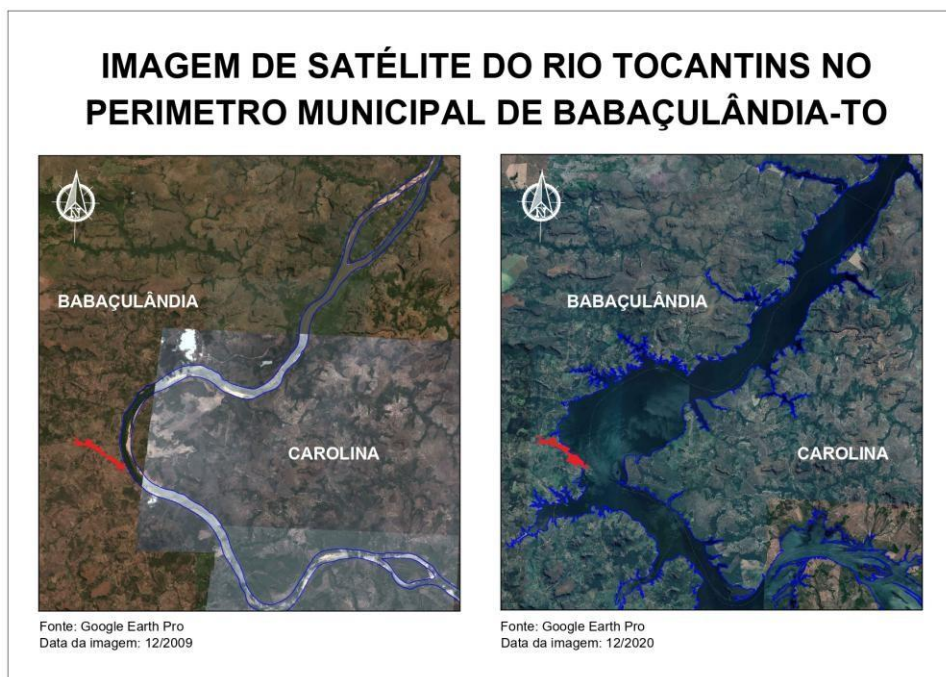 IMAGEM DE SATÉLITE DO RIO TOCANTINS NO
PERIMETRO MUNICIPAL DE BABAÇULÂNDIA-TO
N
BABAÇULÂNDIA
CAROLINA
Fonte: Google Earth Pro
Data da imagem: 12/2009
N
BABAÇULÂNDIA
CAROLINA
Fonte: Google Earth Pro
Data da imagem: 12/2020